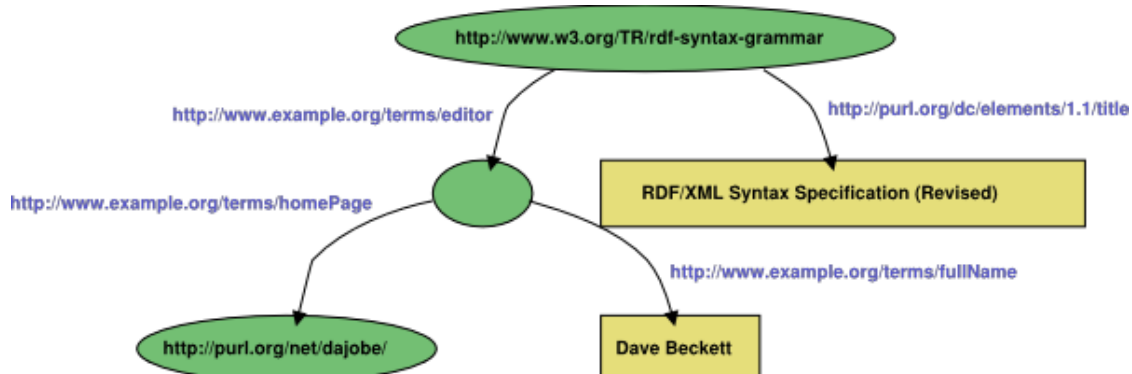 http://www.w3.org/TR/rdf-syntax-grammar
http://www.example.org/terms/editor
http://purl.org/dc/elements/1.1/title
http://www.example.org/terms/homePage
RDF/XML Syntax Specification (Revised)
http://www.example.org/terms/fullName
http://purl.org/net/dajobe/
Dave Beckett